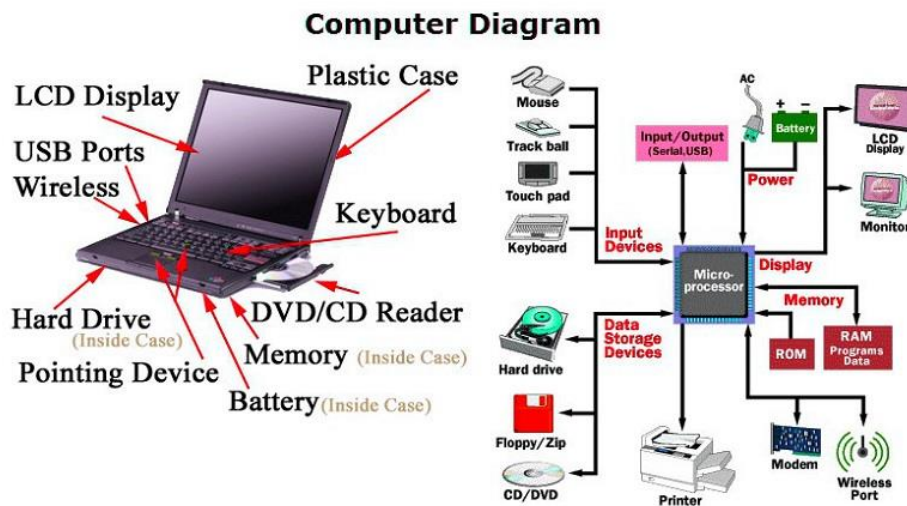 Computer Diagram
LCD Display
Plastic Case
USB Ports
Wireless
Keyboard
Hard Drive
(Inside Case)
DVD/CD Reader
Pointing Device
Memory (Inside Case)
Battery (Inside Case)
Mouse
Track ball
Touch pad
Keyboard
Input
Devices
Input/Output
(Serial,USB)
AC
+ −
Battery
Power
LCD
Display
Monitor
Display
Micro-
processor
Memory
ROM
RAM
Programs
Data
Data
Storage
Devices
Hard drive
Floppy/Zip
CD/DVD
Printer
Modem
Wireless
Port